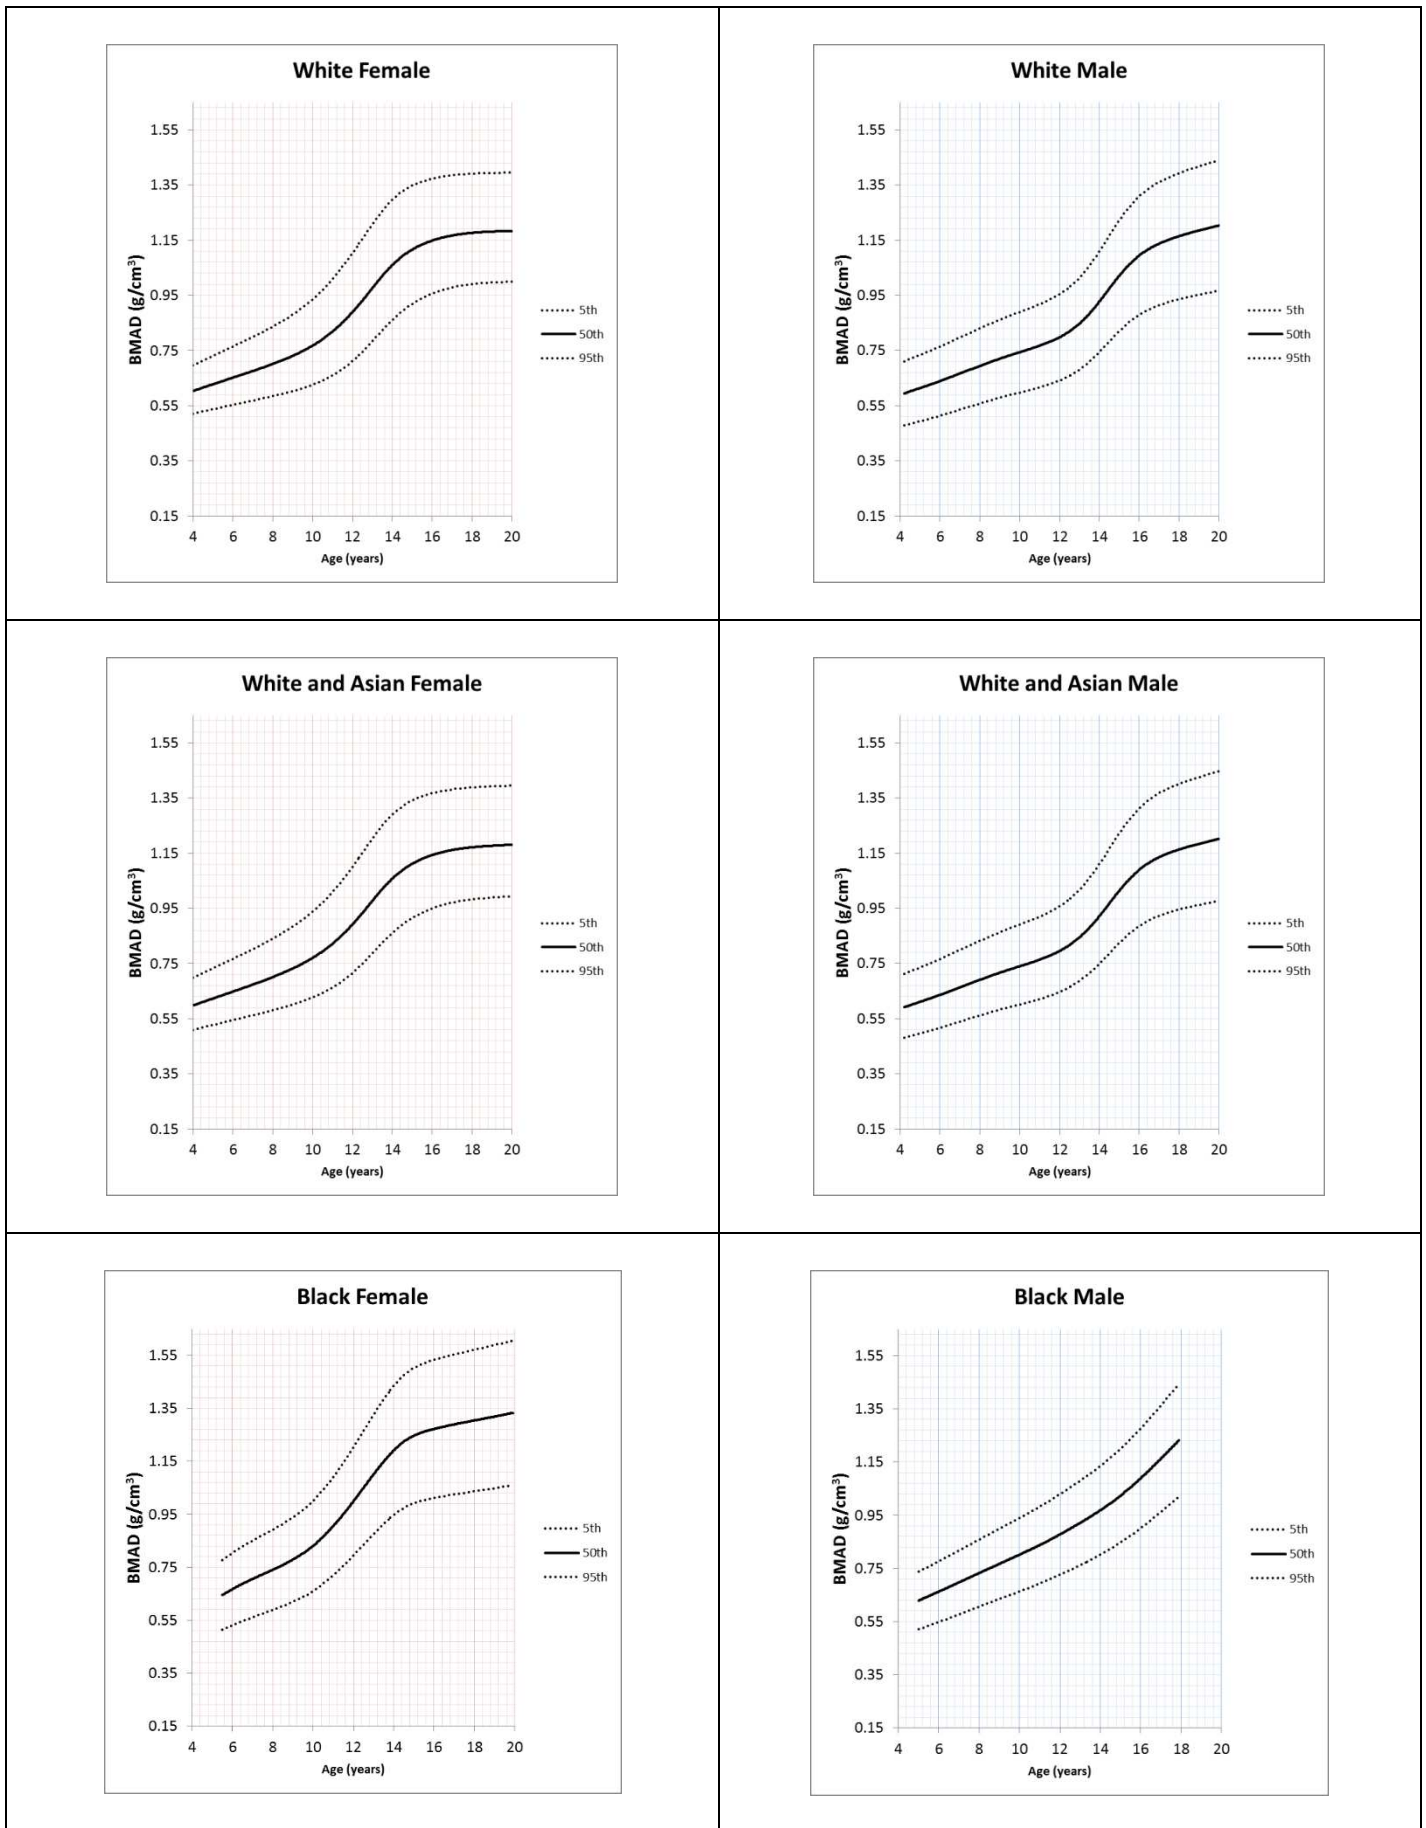 White Female
1.55
1.35
1.15
0.95
0.75
0.55
0.35
0.15
BMAD (g/cm³)
4 6 8 10 12 14 16 18 20
Age (years)
5th
50th
95th
White Male
1.55
1.35
1.15
0.95
0.75
0.55
0.35
0.15
BMAD (g/cm³)
4 6 8 10 12 14 16 18 20
Age (years)
5th
50th
95th
White and Asian Female
1.55
1.35
1.15
0.95
0.75
0.55
0.35
0.15
BMAD (g/cm³)
4 6 8 10 12 14 16 18 20
Age (years)
5th
50th
95th
White and Asian Male
1.55
1.35
1.15
0.95
0.75
0.55
0.35
0.15
BMAD (g/cm³)
4 6 8 10 12 14 16 18 20
Age (years)
5th
50th
95th
Black Female
1.55
1.35
1.15
0.95
0.75
0.55
0.35
0.15
BMAD (g/cm³)
4 6 8 10 12 14 16 18 20
Age (years)
5th
50th
95th
Black Male
1.55
1.35
1.15
0.95
0.75
0.55
0.35
0.15
BMAD (g/cm³)
4 6 8 10 12 14 16 18 20
Age (years)
5th
50th
95th